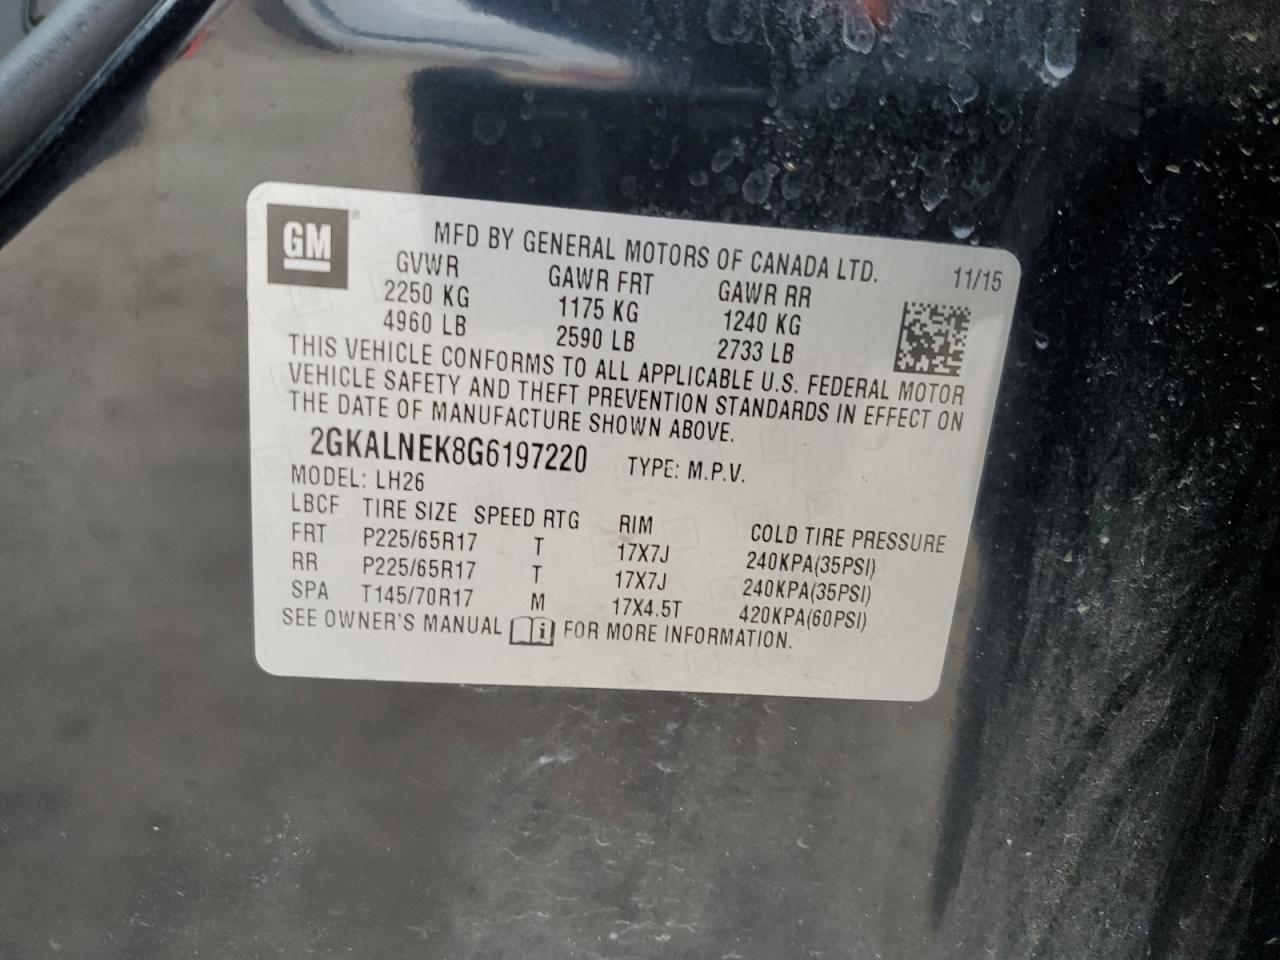 GM
MFD BY GENERAL MOTORS OF CANADA LTD. 11/15
GVWR GAWR FRT GAWR RR
2250 KG 1175 KG 1240 KG
4960 LB 2590 LB 2733 LB
THIS VEHICLE CONFORMS TO ALL APPLICABLE U.S. FEDERAL MOTOR
VEHICLE SAFETY AND THEFT PREVENTION STANDARDS IN EFFECT ON
THE DATE OF MANUFACTURE SHOWN ABOVE.
2GKALNEK8G6197220 TYPE: M.P.V.
MODEL: LH26
LBCF TIRE SIZE SPEED RTG RIM COLD TIRE PRESSURE
FRT P225/65R17 T 17X7J 240KPA(35PSI)
RR P225/65R17 T 17X7J 240KPA(35PSI)
SPA T145/70R17 M 17X4.5T 420KPA(60PSI)
SEE OWNER'S MANUAL i FOR MORE INFORMATION.